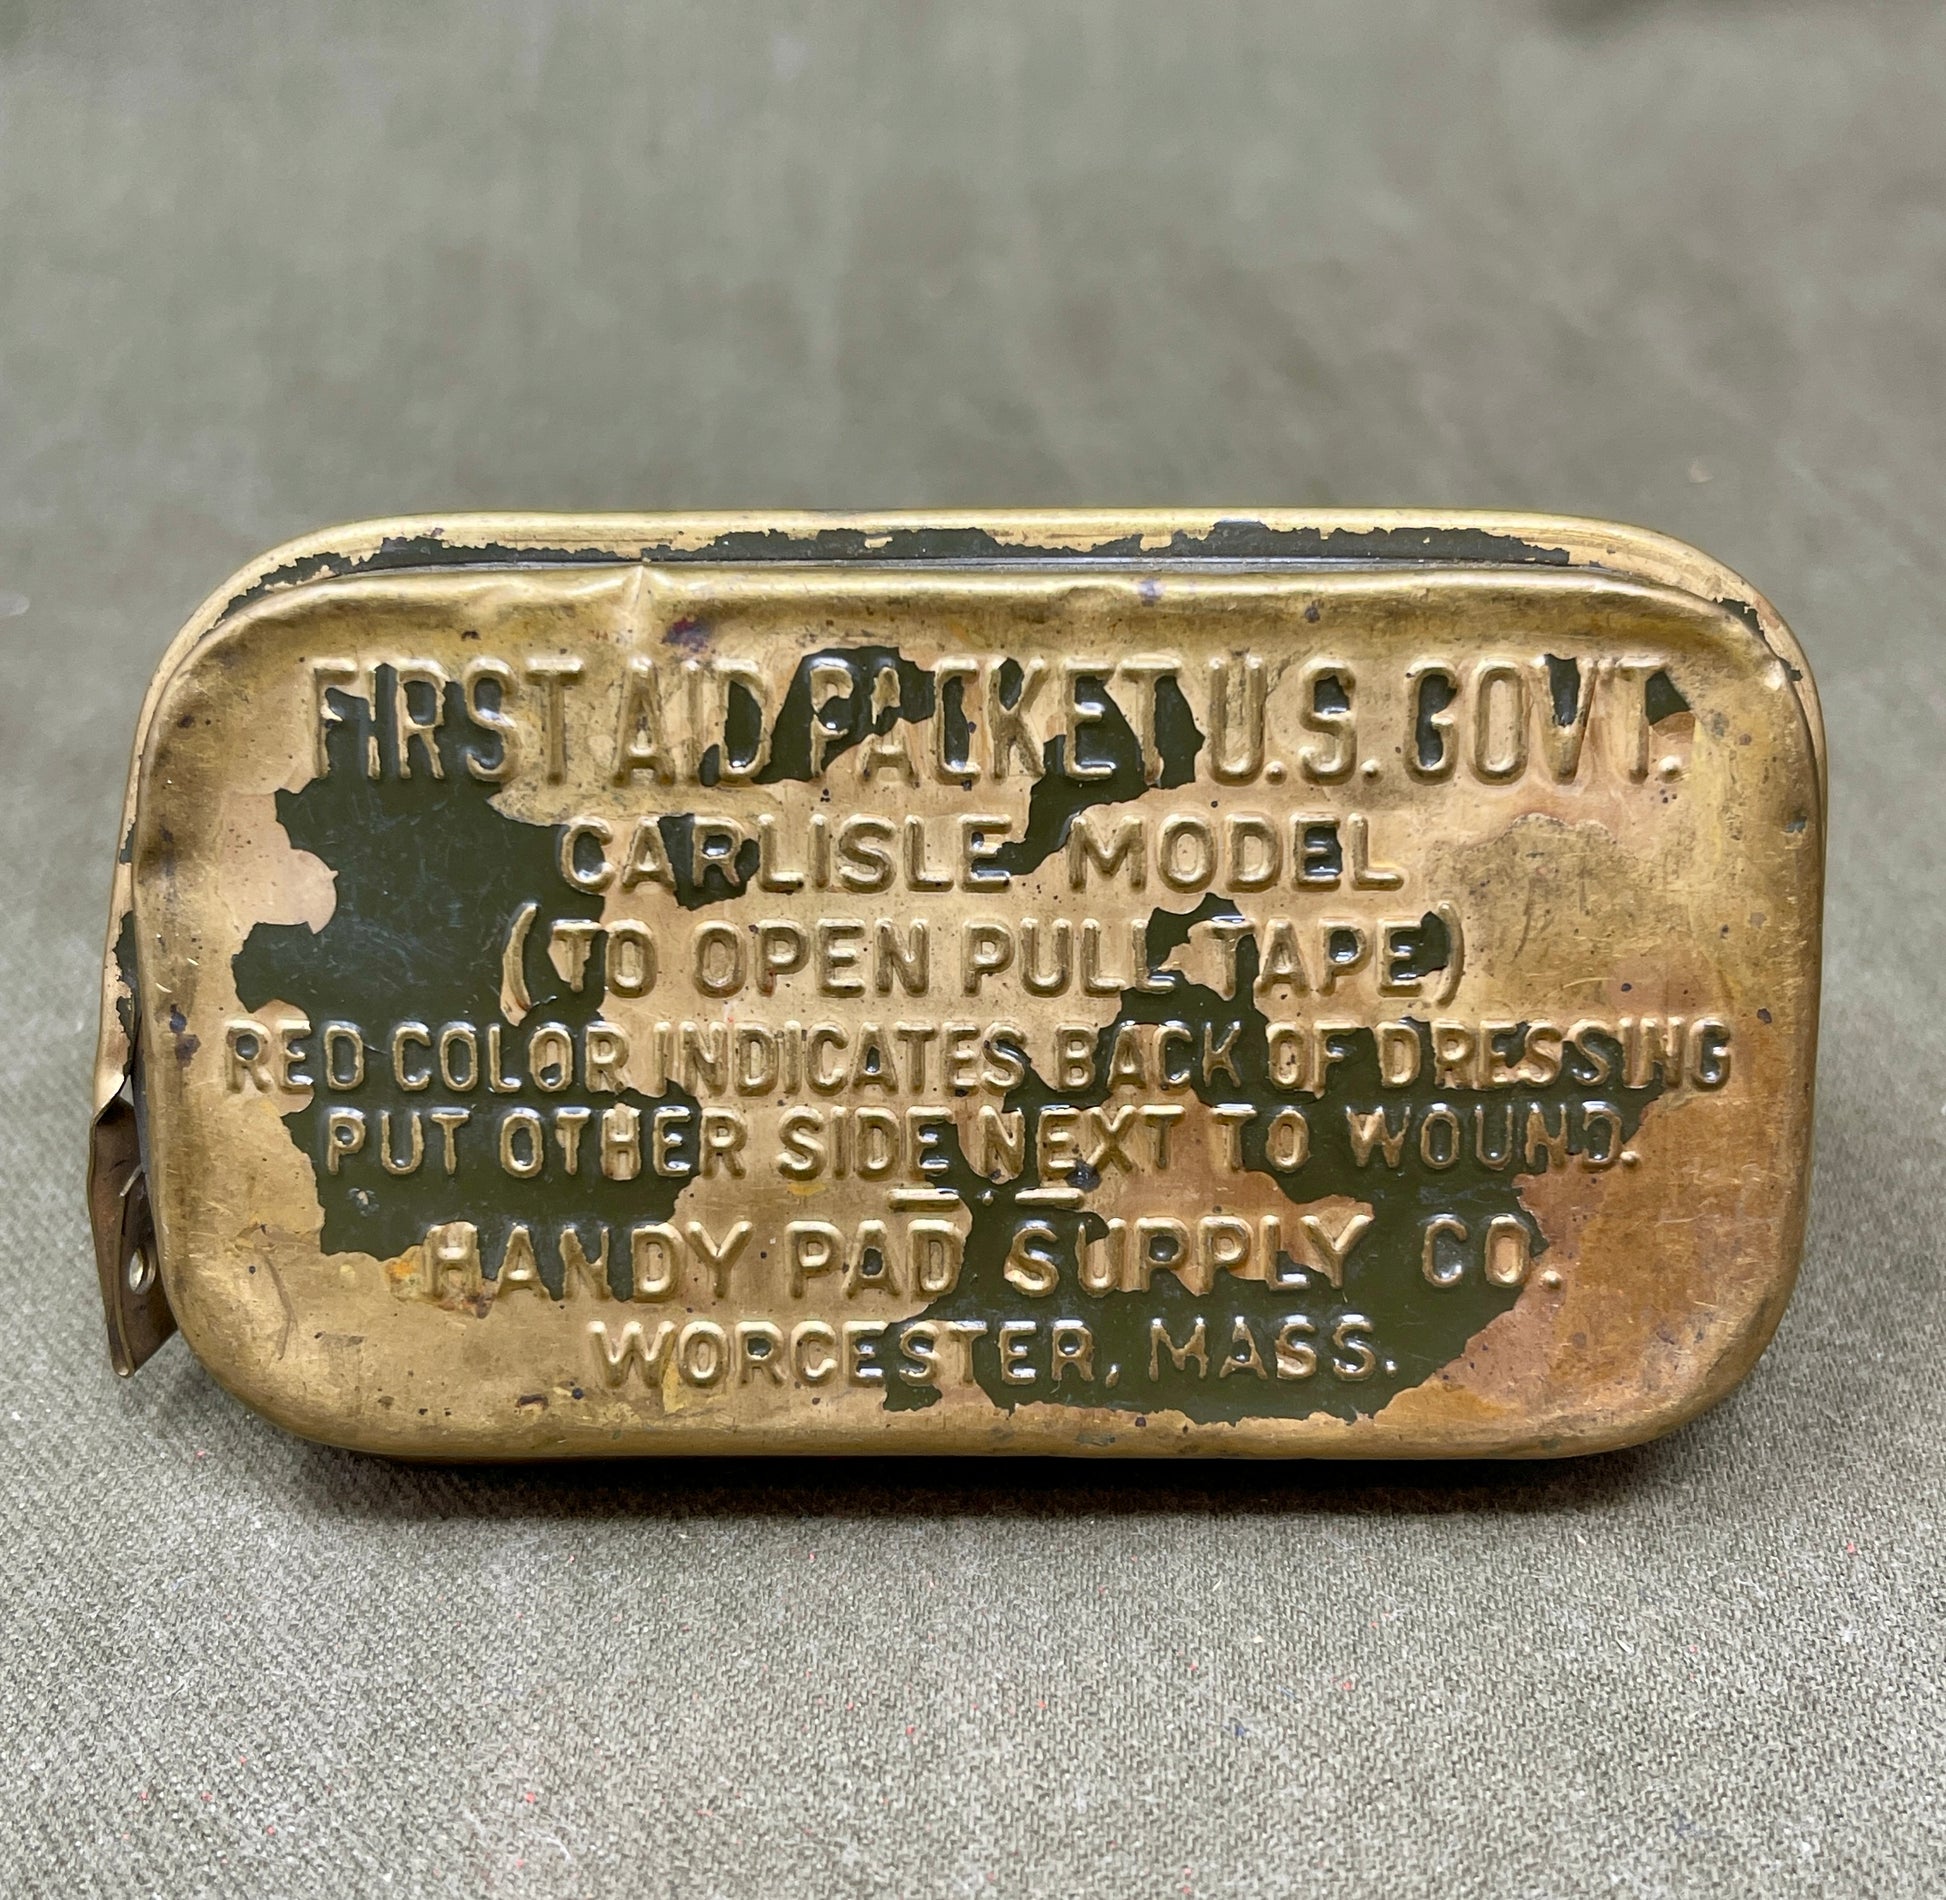 FIRST AID PACKET U.S. GOV'T.
CARLISLE MODEL
(TO OPEN PULL TAPE)
RED COLOR INDICATES BACK OF DRESSING
PUT OTHER SIDE NEXT TO WOUND.
HANDY PAD SUPPLY CO.
WORCESTER, MASS.